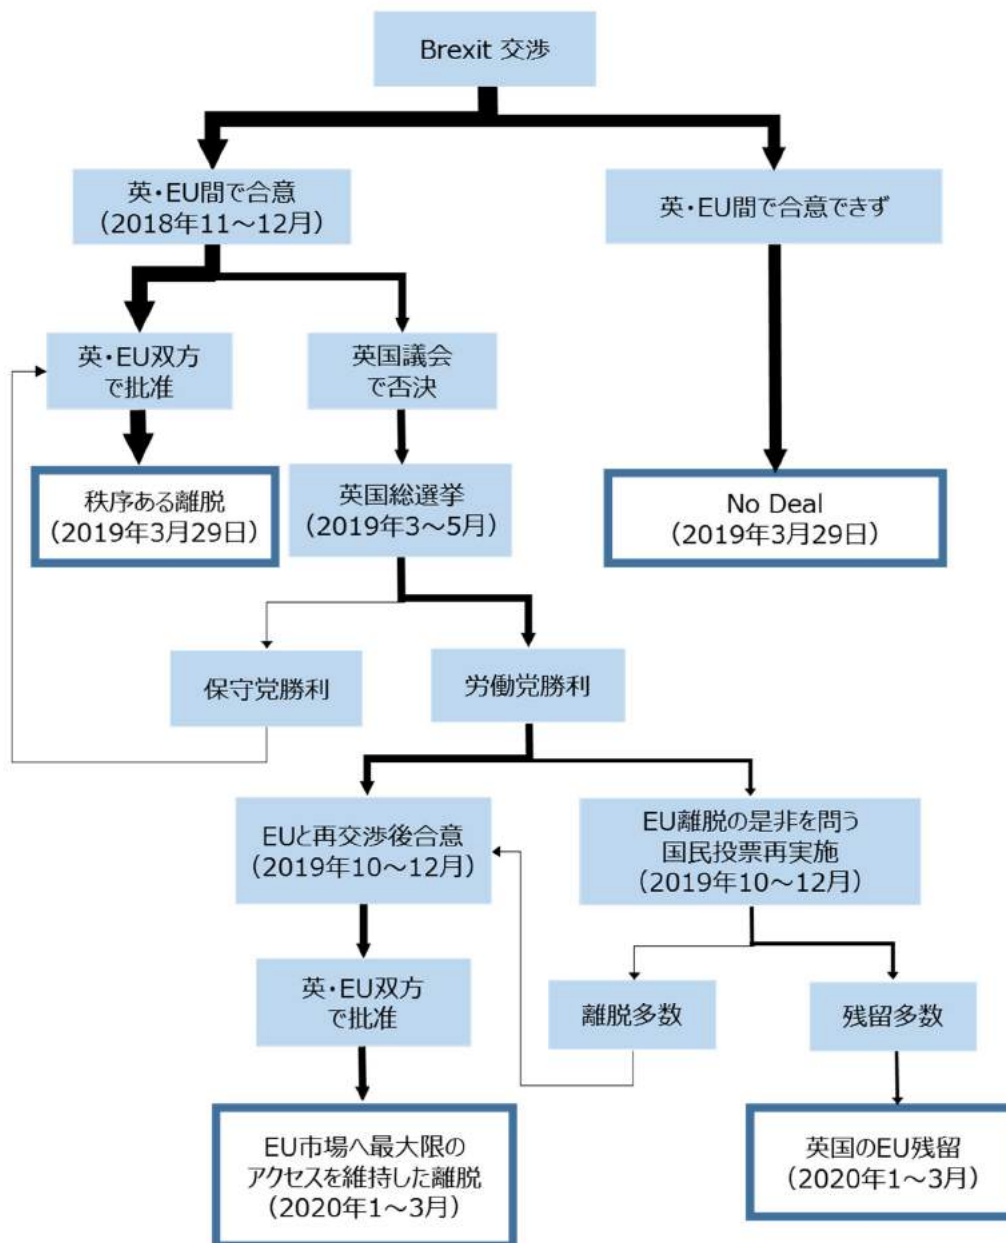 Brexit 交渉
英・EU間で合意
（2018年11～12月）
英・EU間で合意できず
英・EU双方
で批准
英国議会
で否決
秩序ある離脱
（2019年3月29日）
英国総選挙
（2019年3～5月）
No Deal
（2019年3月29日）
保守党勝利
労働党勝利
EUと再交渉後合意
（2019年10～12月）
EU離脱の是非を問う
国民投票再実施
（2019年10～12月）
英・EU双方
で批准
離脱多数
残留多数
EU市場へ最大限の
アクセスを維持した離脱
（2020年1～3月）
英国のEU残留
（2020年1～3月）